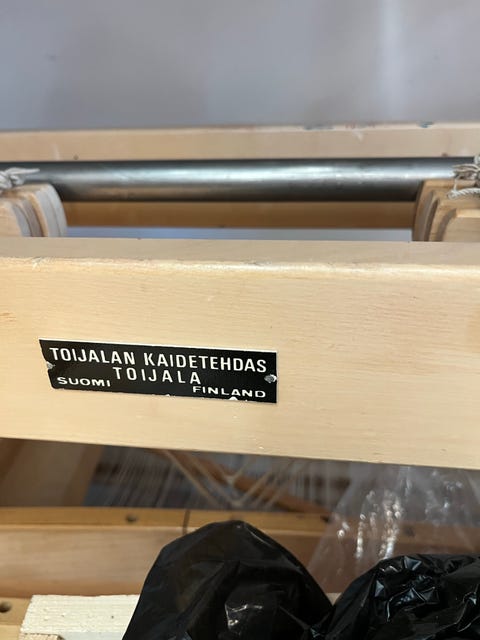 TOIJALAN KAIDETEHDAS
TOIJALA
SUOMI FINLAND